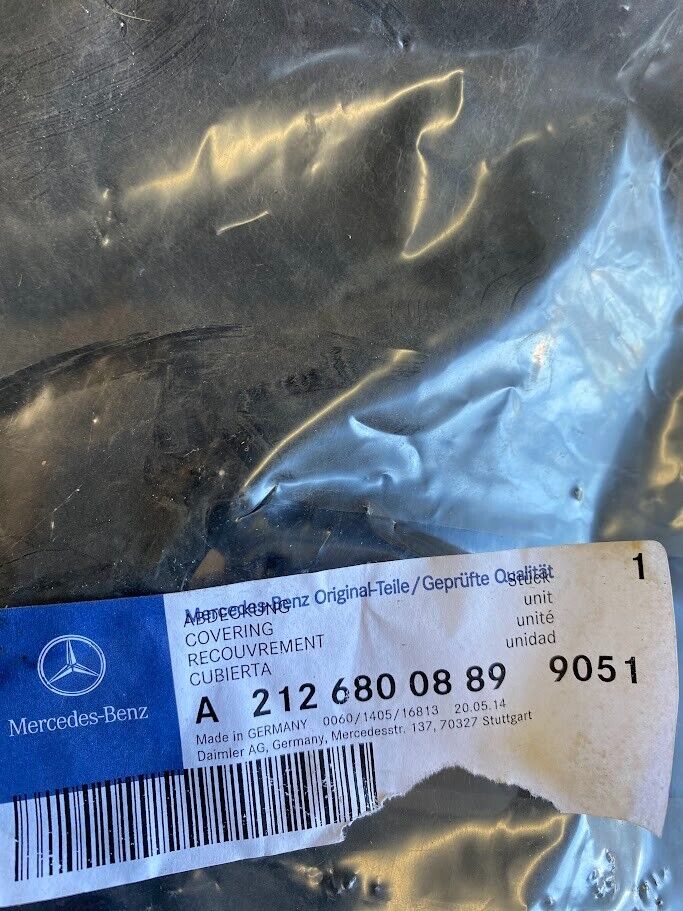 Mercedes-Benz Original-Teile/Geprüfte Qualität
ABDECKUNG
COVERING
RECOUVREMENT
CUBIERTA
Stück
unit
unité
unidad
1
A 212 680 08 89 9051
Made in GERMANY 0060/1405/16813 20.05.14
Daimler AG, Germany, Mercedesstr. 137, 70327 Stuttgart
Mercedes-Benz